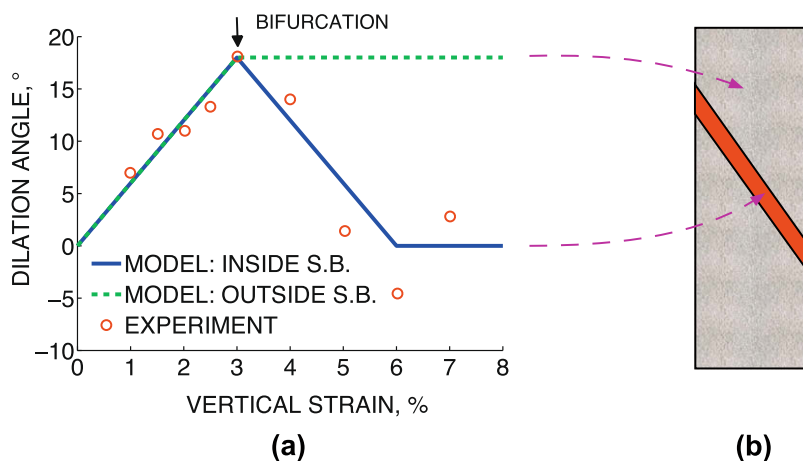 BIFURCATION
20
15
10
5
0
−5
−10
DILATION ANGLE, °
MODEL: INSIDE S.B.
MODEL: OUTSIDE S.B.
EXPERIMENT
0 1 2 3 4 5 6 7 8
VERTICAL STRAIN, %
(a) (b)